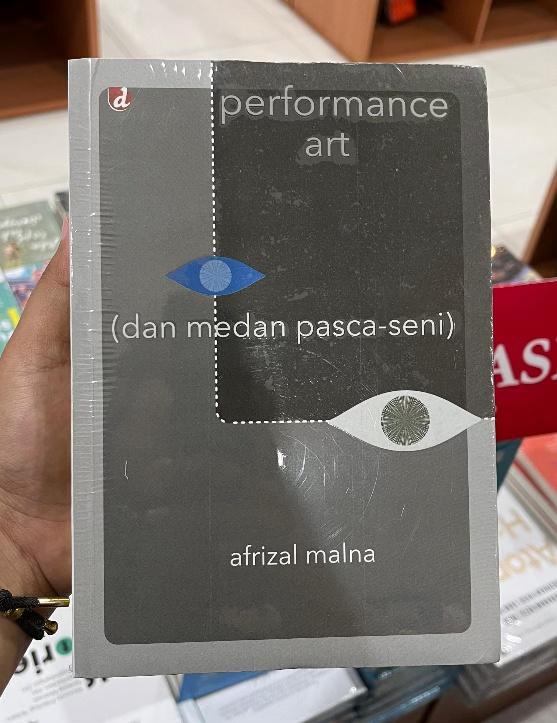 d
performance
art
(dan medan pasca-seni)
afrizal malna